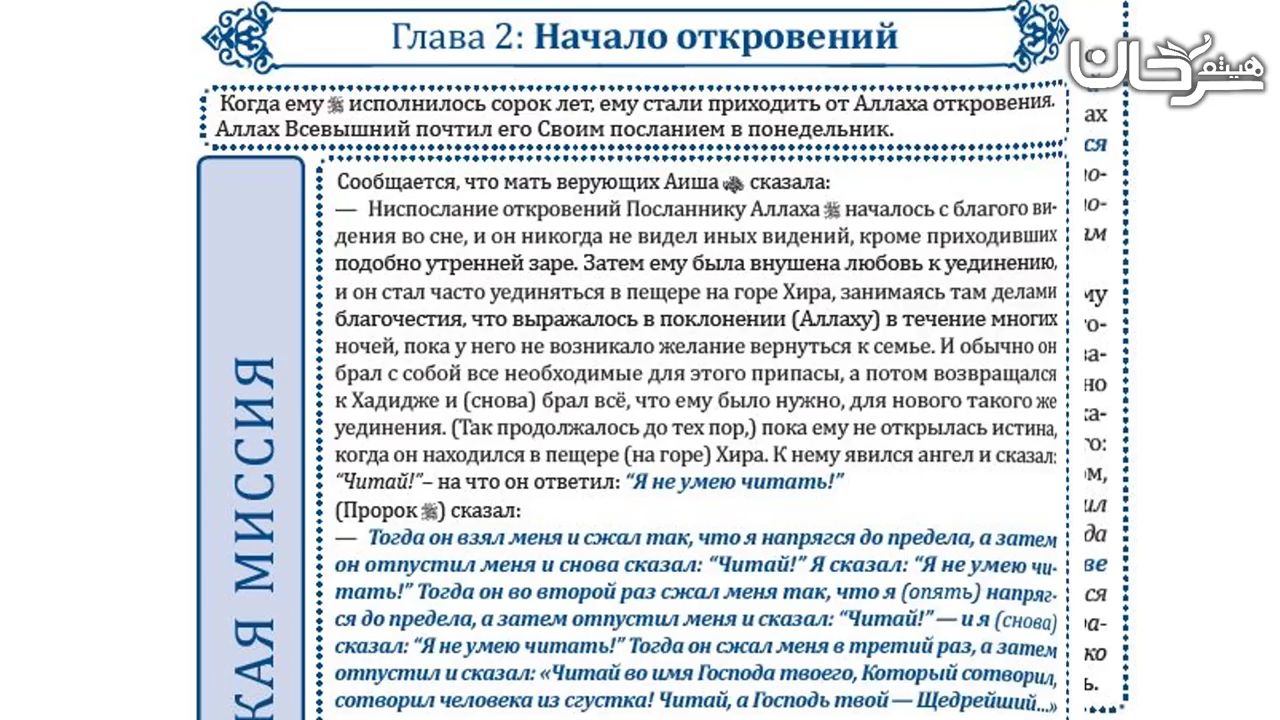 Глава 2: Начало откровений
هيتم سرحان
Когда ему ﷺ исполнилось сорок лет, ему стали приходить от Аллаха откровения.
Аллах Всевышний почтил его Своим посланием в понедельник.
КАЯ МИССИЯ
Сообщается, что мать верующих Аиша сказала:
— Ниспослание откровений Посланнику Аллаха ﷺ началось с благого ви-
дения во сне, и он никогда не видел иных видений, кроме приходивших
подобно утренней заре. Затем ему была внушена любовь к уединению,
и он стал часто уединяться в пещере на горе Хира, занимаясь там делами
благочестия, что выражалось в поклонении (Аллаху) в течение многих
ночей, пока у него не возникало желание вернуться к семье. И обычно он
брал с собой все необходимые для этого припасы, а потом возвращался
к Хадидже и (снова) брал всё, что ему было нужно, для нового такого же
уединения. (Так продолжалось до тех пор,) пока ему не открылась истина,
когда он находился в пещере (на горе) Хира. К нему явился ангел и сказал:
“Читай!”– на что он ответил: “Я не умею читать!”
(Пророк ﷺ) сказал:
— Тогда он взял меня и сжал так, что я напрягся до предела, а затем
он отпустил меня и снова сказал: “Читай!” Я сказал: “Я не умею чи-
тать!” Тогда он во второй раз сжал меня так, что я (опять) напряг-
ся до предела, а затем отпустил меня и сказал: “Читай!” — и я (снова)
сказал: “Я не умею читать!” Тогда он сжал меня в третий раз, а затем
отпустил и сказал: «Читай во имя Господа твоего, Который сотворил,
сотворил человека из сгустка! Читай, а Господь твой — Щедрейший...»